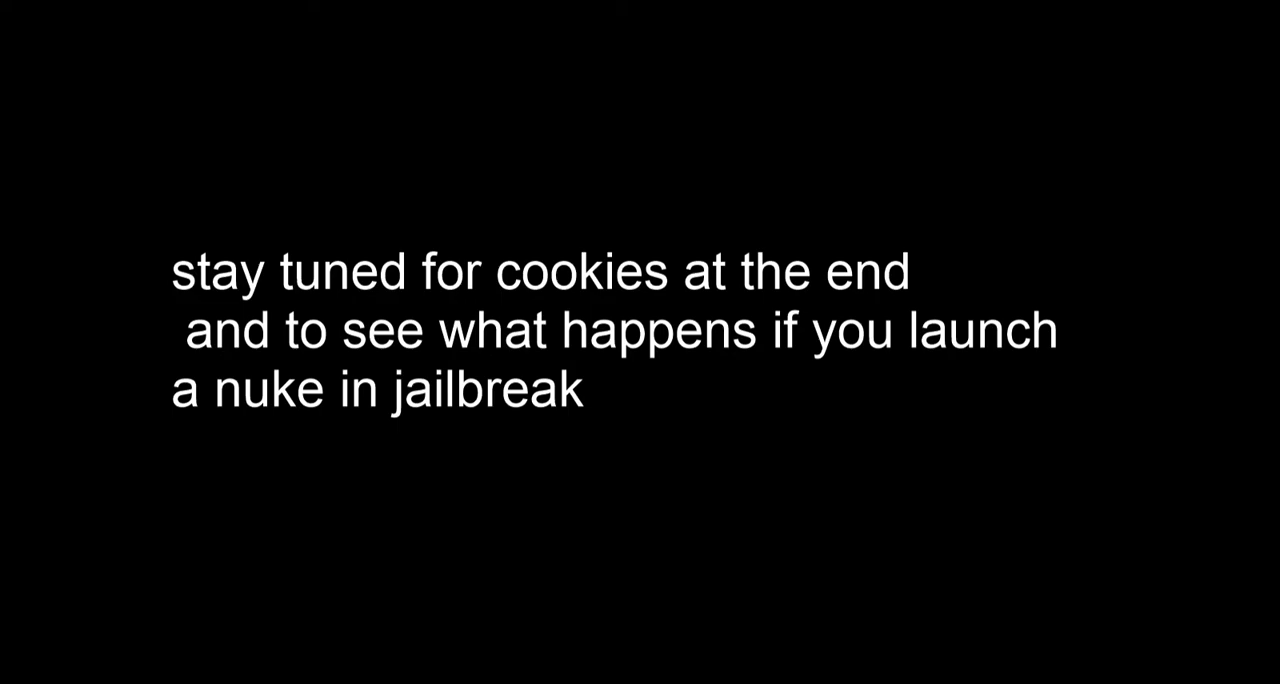 stay tuned for cookies at the end
and to see what happens if you launch
a nuke in jailbreak